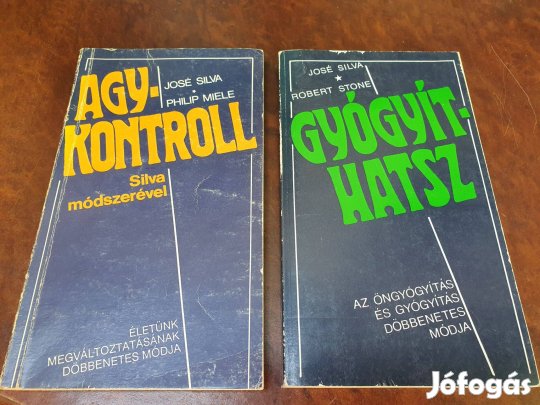 JOSÉ SILVA
PHILIP MIELE
AGY-
KONTROLL
Silva
módszerével
ÉLETÜNK
MEGVÁLTOZTATÁSÁNAK
DÖBBENETES MÓDJA
JOSÉ SILVA
ROBERT STONE
GYÓGYÍT-
HATSZ
AZ ÖNGYÓGYÍTÁS
ÉS GYÓGYÍTÁS
DÖBBENETES
MÓDJA
Jófogás